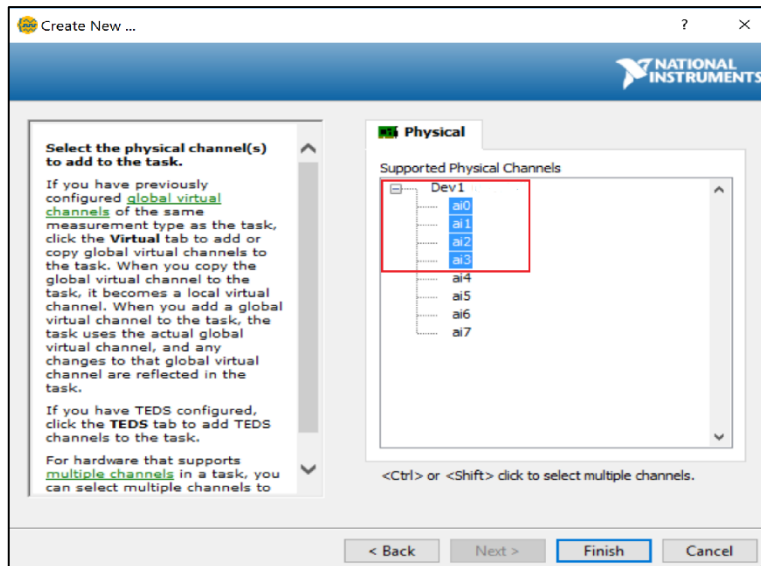 Create New ...
?
NATIONAL
INSTRUMENTS
Select the physical channel(s)
to add to the task.
If you have previously
configured global virtual
channels of the same
measurement type as the task,
click the Virtual tab to add or
copy global virtual channels to
the task. When you copy the
global virtual channel to the
task, it becomes a local virtual
channel. When you add a global
virtual channel to the task, the
task uses the actual global
virtual channel, and any
changes to that global virtual
channel are reflected in the
task.
If you have TEDS configured,
click the TEDS tab to add TEDS
channels to the task.
For hardware that supports
multiple channels in a task, you
can select multiple channels to
Physical
Supported Physical Channels
Dev1
ai0
ai1
ai2
ai3
ai4
ai5
ai6
ai7
<Ctrl> or <Shift> click to select multiple channels.
< Back
Next >
Finish
Cancel